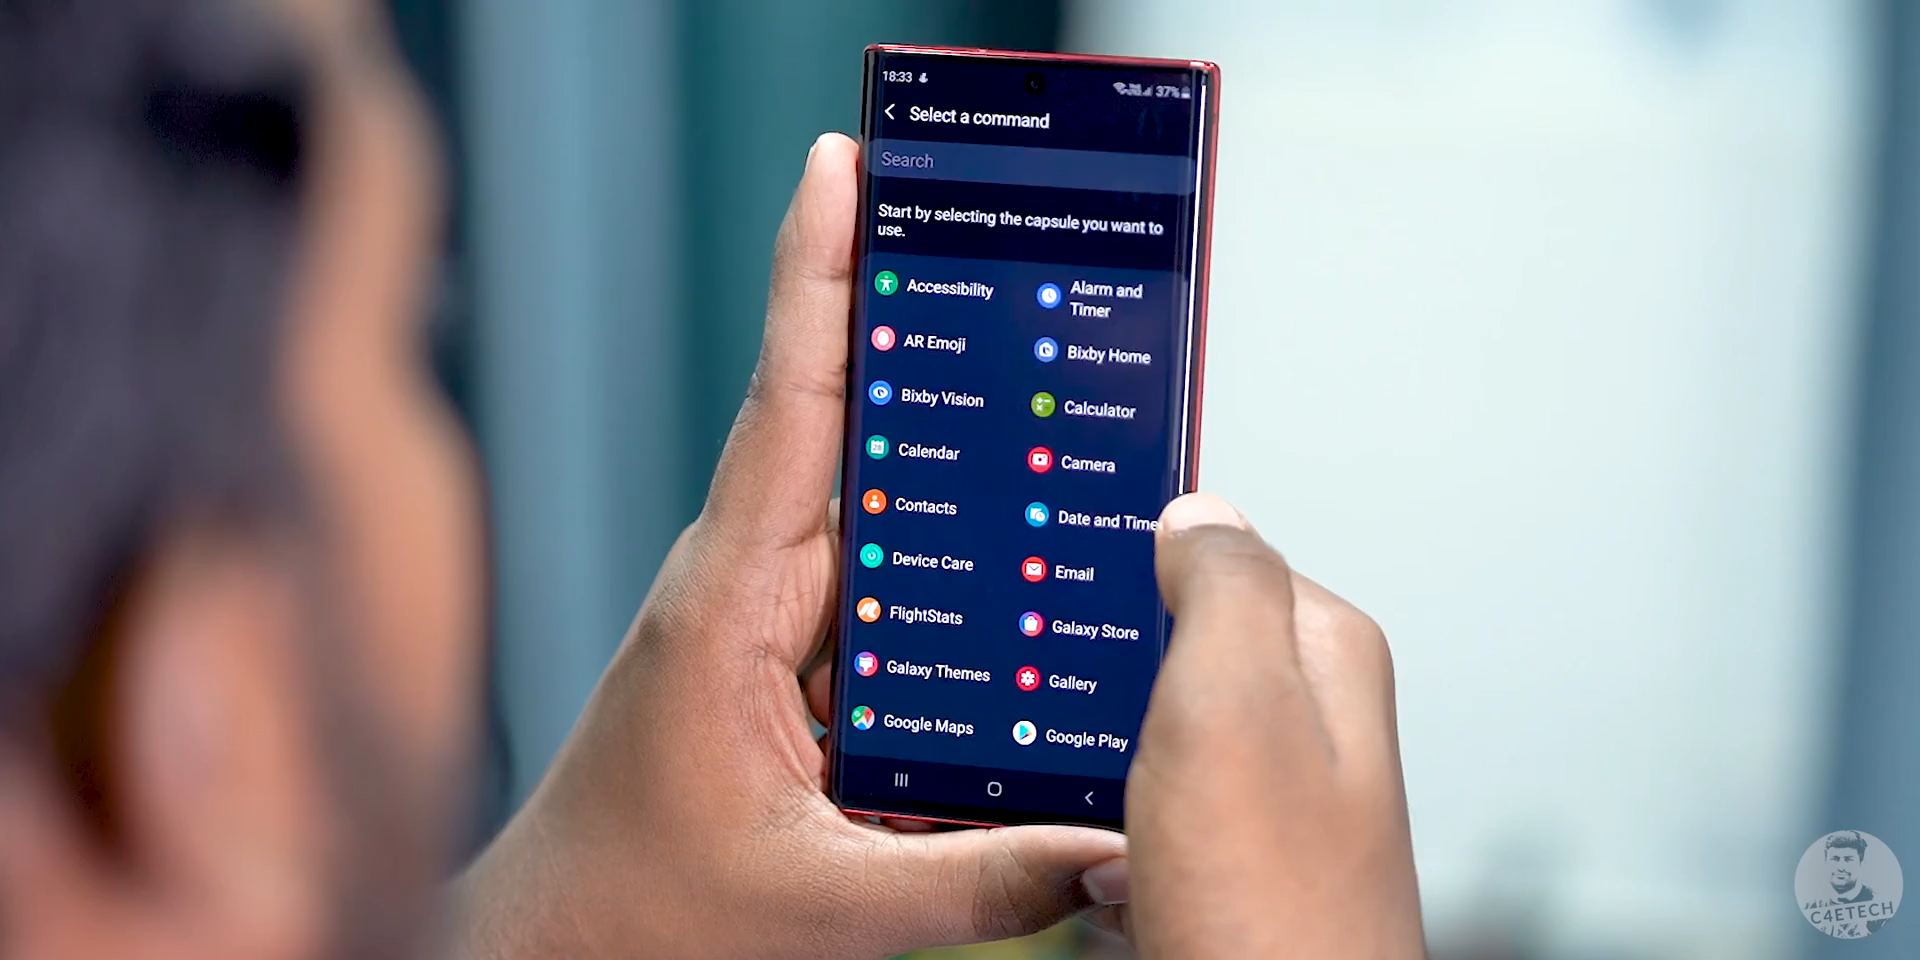 18:33
37%
Select a command
Search
Start by selecting the capsule you want to
use.
Accessibility
Alarm and
Timer
AR Emoji
Bixby Home
Bixby Vision
Calculator
Calendar
Camera
Contacts
Date and Time
Device Care
Email
FlightStats
Galaxy Store
Galaxy Themes
Gallery
Google Maps
Google Play
C4ETECH